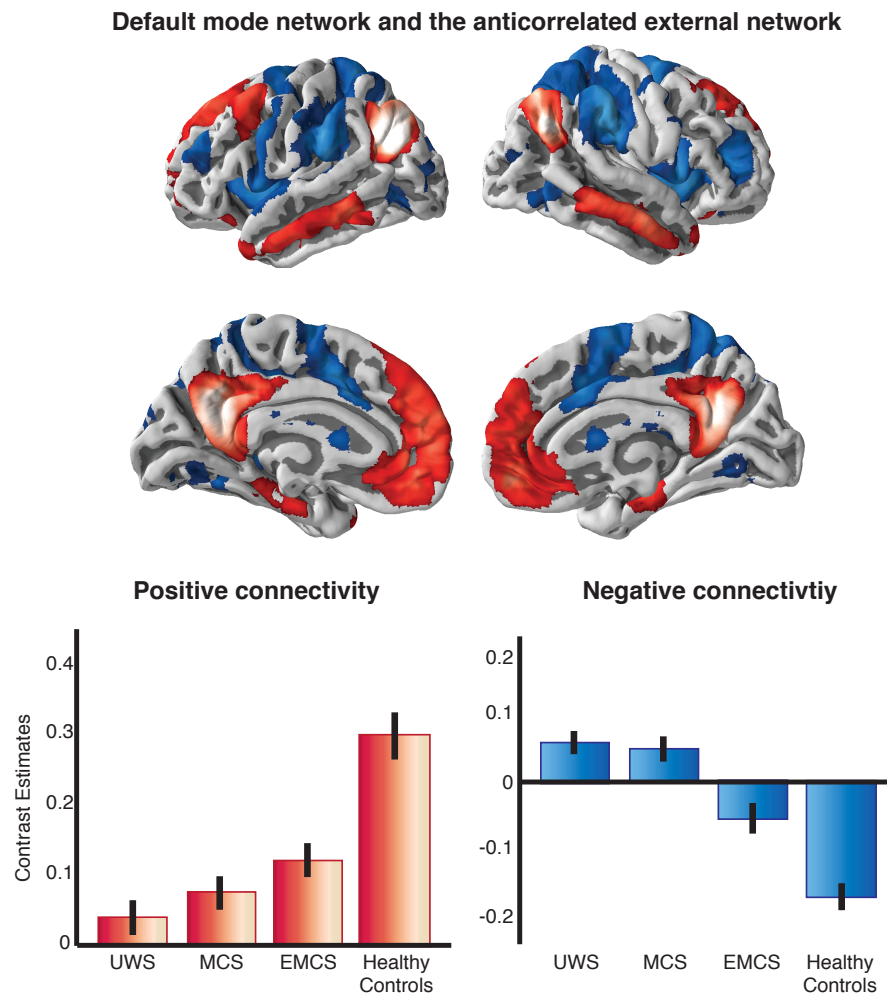 Default mode network and the anticorrelated external network
Positive connectivity
Contrast Estimates
0.4
0.3
0.2
0.1
0
UWS
MCS
EMCS
Healthy
Controls
Negative connectivtiy
0.2
0.1
0
-0.1
-0.2
UWS
MCS
EMCS
Healthy
Controls